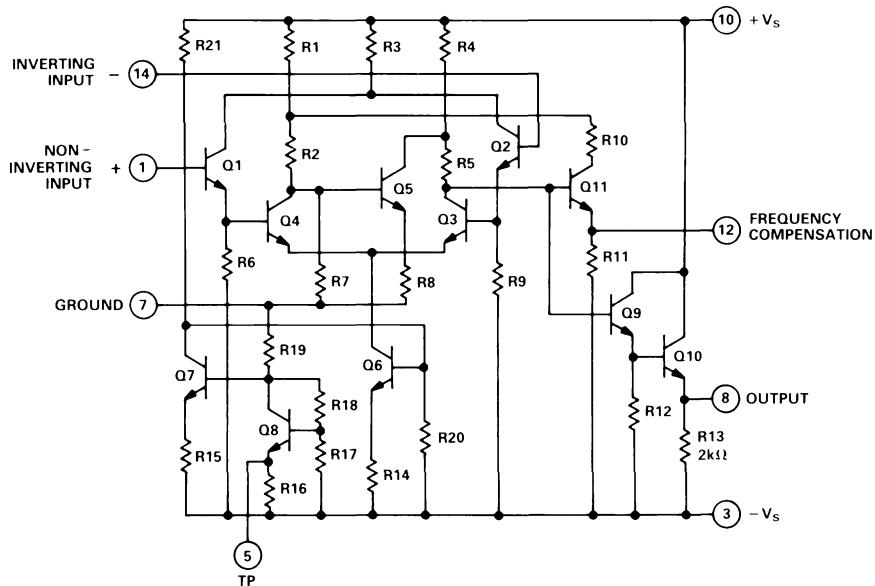 R21
R1
R3
R4
10 +Vs
INVERTING
INPUT
- 14
R2
R5
Q2
R10
NON-
INVERTING
INPUT
+ 1
Q1
Q5
Q11
Q4
Q3
12 FREQUENCY
COMPENSATION
R6
R7
R8
R9
R11
GROUND 7
Q9
R19
Q10
Q7
Q6
R18
8 OUTPUT
Q8
R12
R20
R15
R17
R13
2kΩ
R16
R14
3 -Vs
5
TP